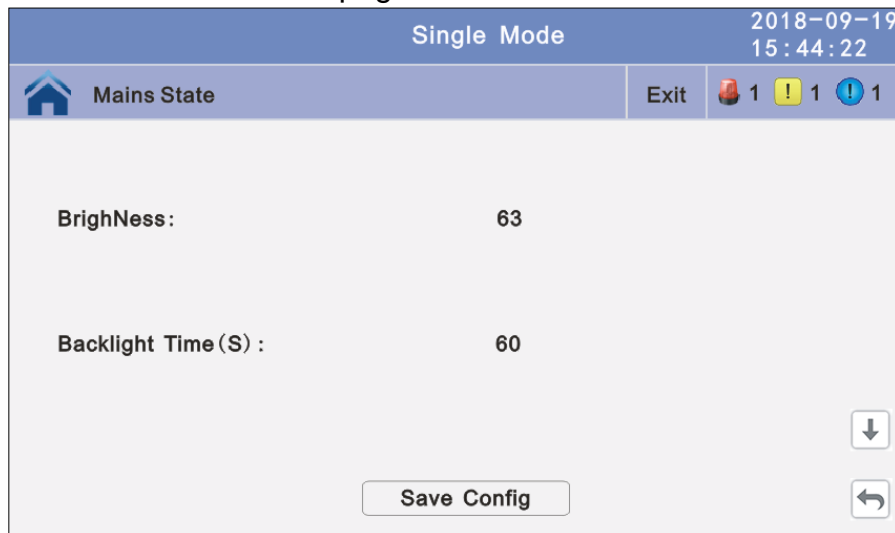 Single Mode
2018-09-19
15:44:22
Mains State
Exit
1
! 1
! 1
BrighNess:
63
Backlight Time(S):
60
Save Config